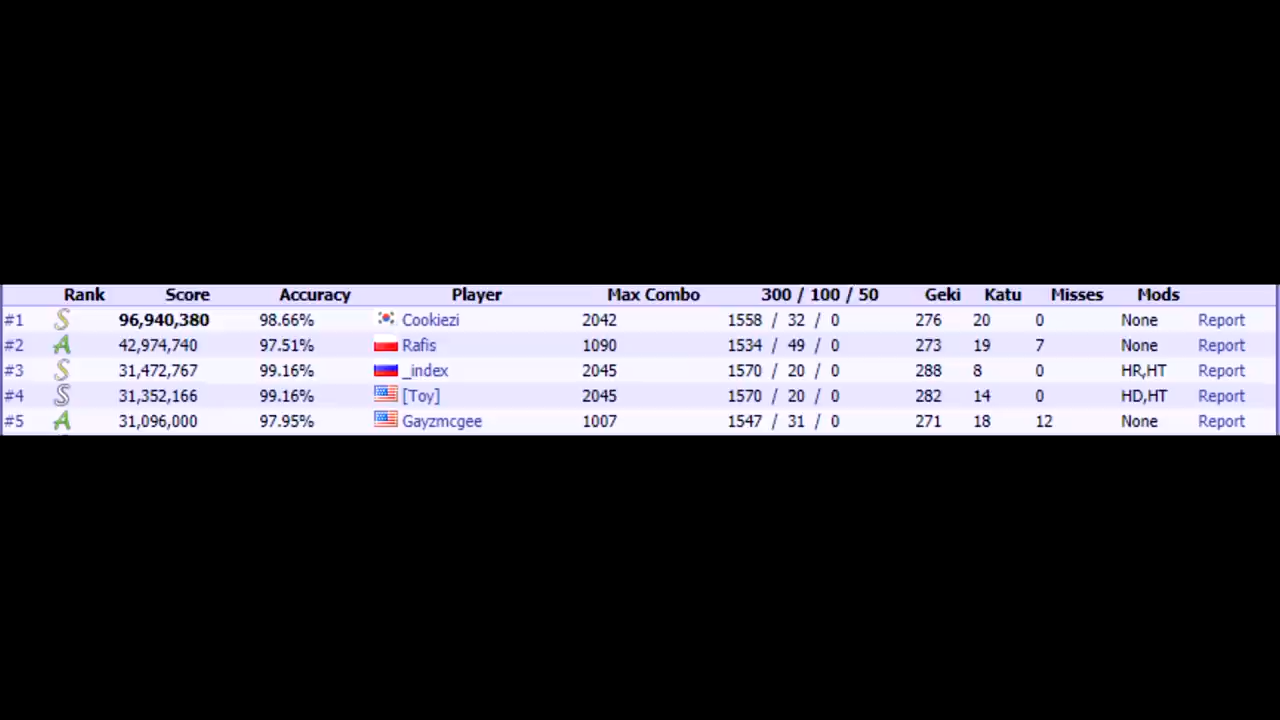 Rank Score Accuracy Player Max Combo 300 / 100 / 50 Geki Katu Misses Mods
#1 S 96,940,380 98.66% Cookiezi 2042 1558 / 32 / 0 276 20 0 None Report
#2 A 42,974,740 97.51% Rafis 1090 1534 / 49 / 0 273 19 7 None Report
#3 S 31,472,767 99.16% _index 2045 1570 / 20 / 0 288 8 0 HR,HT Report
#4 S 31,352,166 99.16% [Toy] 2045 1570 / 20 / 0 282 14 0 HD,HT Report
#5 A 31,096,000 97.95% Gayzmcgee 1007 1547 / 31 / 0 271 18 12 None Report